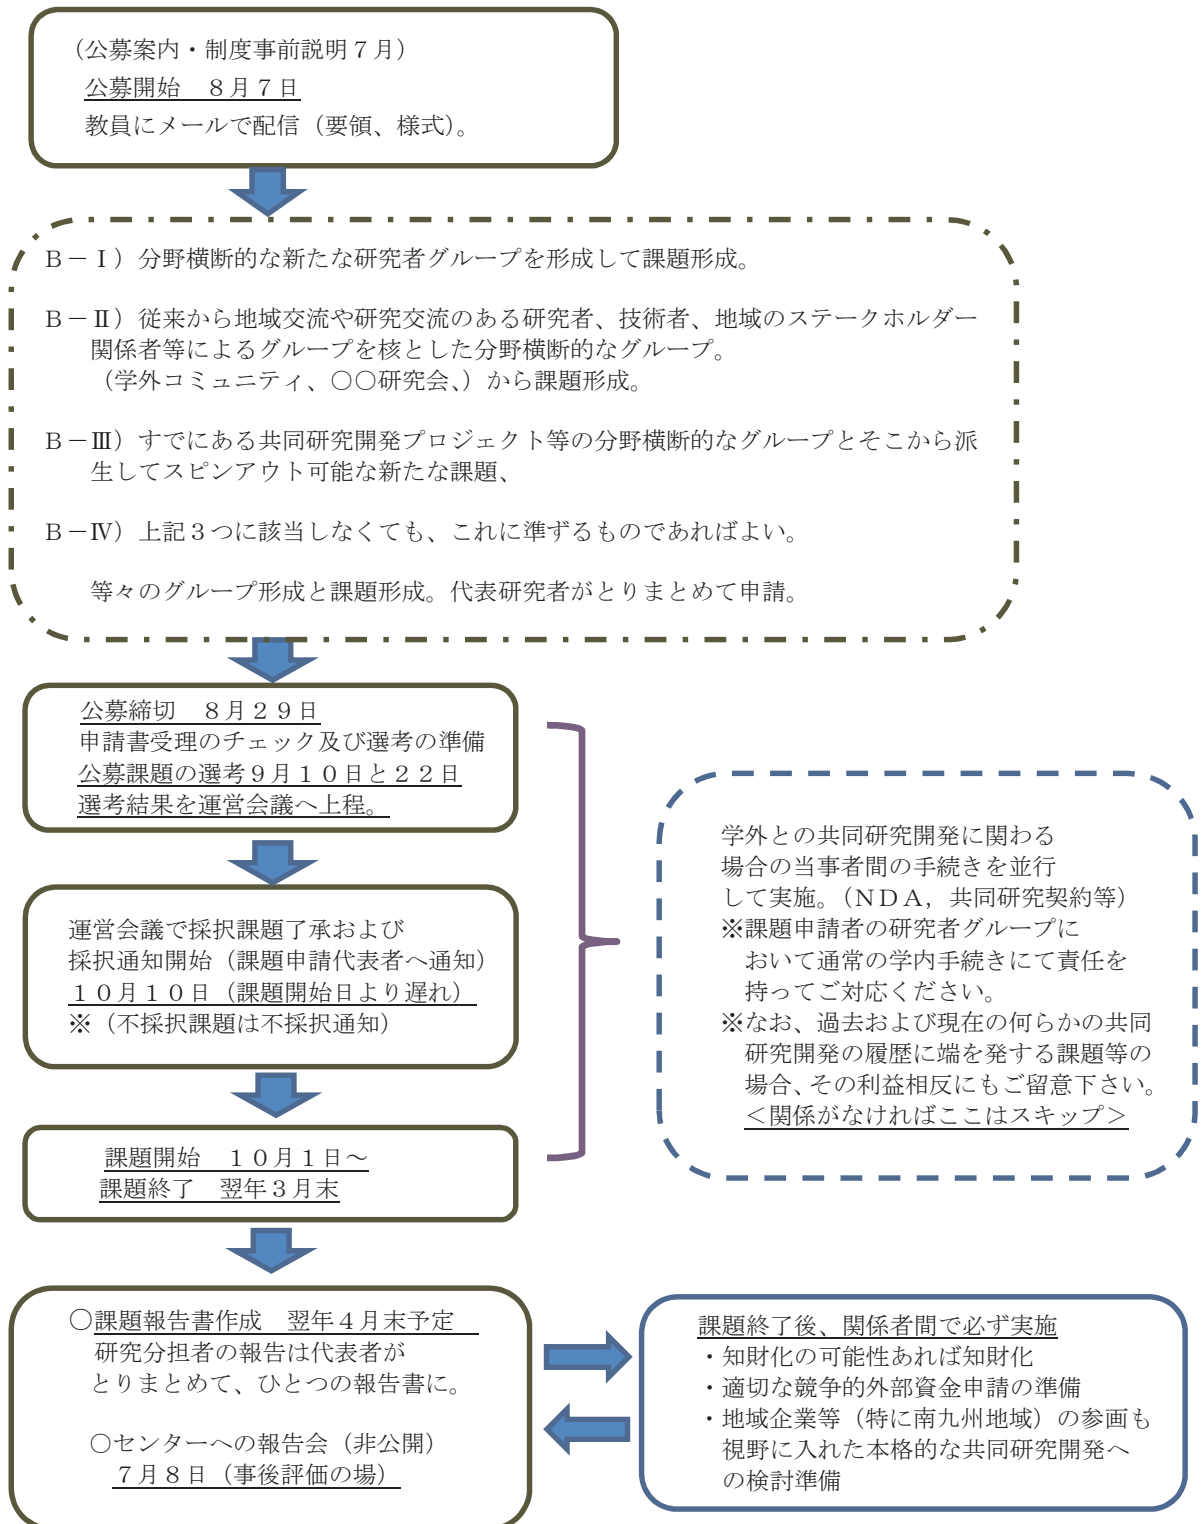 （公募案内・制度事前説明７月）
公募開始　８月７日
教員にメールで配信（要領、様式）。
Ｂ－Ⅰ）分野横断的な新たな研究者グループを形成して課題形成。
Ｂ－Ⅱ）従来から地域交流や研究交流のある研究者、技術者、地域のステークホルダー
関係者等によるグループを核とした分野横断的なグループ。
（学外コミュニティ、〇〇研究会、）から課題形成。
Ｂ－Ⅲ）すでにある共同研究開発プロジェクト等の分野横断的なグループとそこから派
生してスピンアウト可能な新たな課題、
Ｂ－Ⅳ）上記３つに該当しなくても、これに準ずるものであればよい。
等々のグループ形成と課題形成。代表研究者がとりまとめて申請。
公募締切　８月２９日
申請書受理のチェック及び選考の準備
公募課題の選考９月１０日と２２日
選考結果を運営会議へ上程。
運営会議で採択課題了承および
採択通知開始（課題申請代表者へ通知）
１０月１０日（課題開始日より遅れ）
※（不採択課題は不採択通知）
課題開始　１０月１日～
課題終了　翌年３月末
学外との共同研究開発に関わる
場合の当事者間の手続きを並行
して実施。（ＮＤＡ，共同研究契約等）
※課題申請者の研究者グループに
おいて通常の学内手続きにて責任を
持ってご対応ください。
※なお、過去および現在の何らかの共同
研究開発の履歴に端を発する課題等の
場合、その利益相反にもご留意下さい。
＜関係がなければここはスキップ＞
〇課題報告書作成　翌年４月末予定
研究分担者の報告は代表者が
とりまとめて、ひとつの報告書に。
〇センターへの報告会（非公開）
７月８日（事後評価の場）
課題終了後、関係者間で必ず実施
・知財化の可能性あれば知財化
・適切な競争的外部資金申請の準備
・地域企業等（特に南九州地域）の参画も
視野に入れた本格的な共同研究開発へ
の検討準備